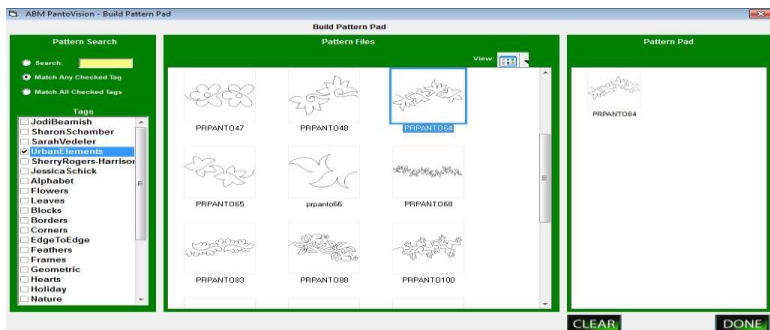 ABM PantoVision - Build Pattern Pad
Build Pattern Pad
Pattern Search
Search:
Match Any Checked Tag
Match All Checked Tags
Tags
JodiBeamish
SharonSchamber
SarahVedeler
UrbanElements
SherryRogers-Harrison
JessicaSchick
Alphabet
Flowers
Leaves
Blocks
Borders
Corners
EdgeToEdge
Feathers
Frames
Geometric
Hearts
Holiday
Nature
Pattern Files
View:
PRPANTO47
PRPANTO48
PRPANTO64
PRPANTO65
prpanto66
PRPANTO68
PRPANTO83
PRPANTO88
PRPANTO100
Pattern Pad
PRPANTO64
CLEAR
DONE